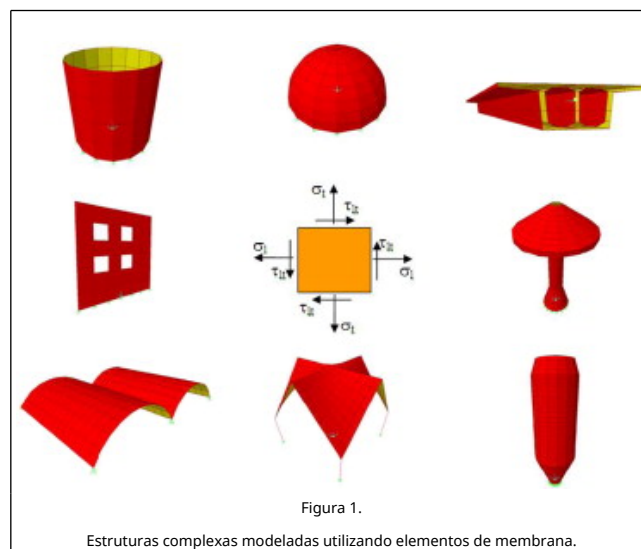 σₜ
τₗₜ
τₗₜ
σₗ
σₗ
τₗₜ
τₗₜ
σₜ
Figura 1.
Estruturas complexas modeladas utilizando elementos de membrana.